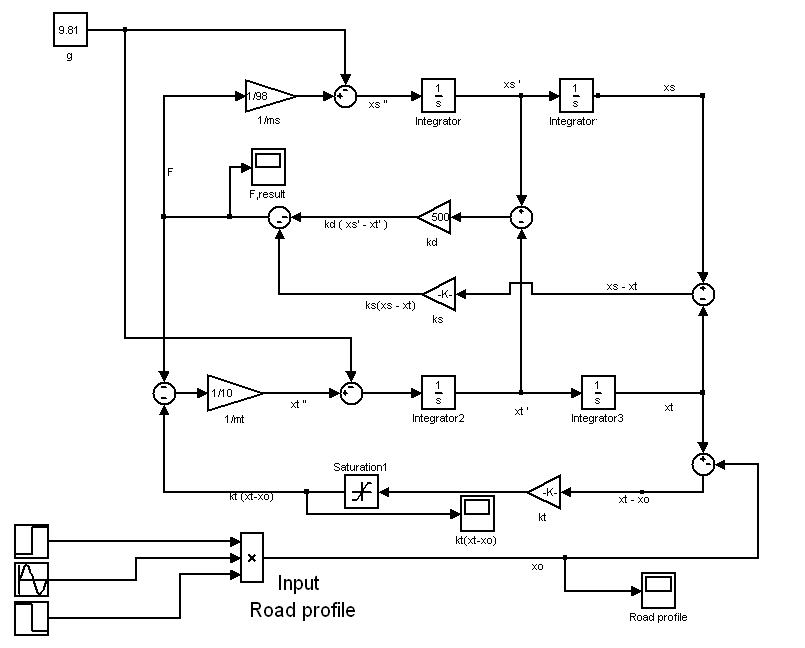 9.81
g
1/98
1/ms
xs ''
1
s
Integrator
xs '
1
s
Integrator
xs
F
F,result
kd ( xs' - xt' )
500
kd
ks(xs - xt)
-K-
ks
xs - xt
1/10
1/mt
xt ''
1
s
Integrator2
xt '
1
s
Integrator3
xt
Saturation1
kt (xt-xo)
-K-
kt
xt - xo
kt(xt-xo)
×
Input
Road profile
xo
Road profile